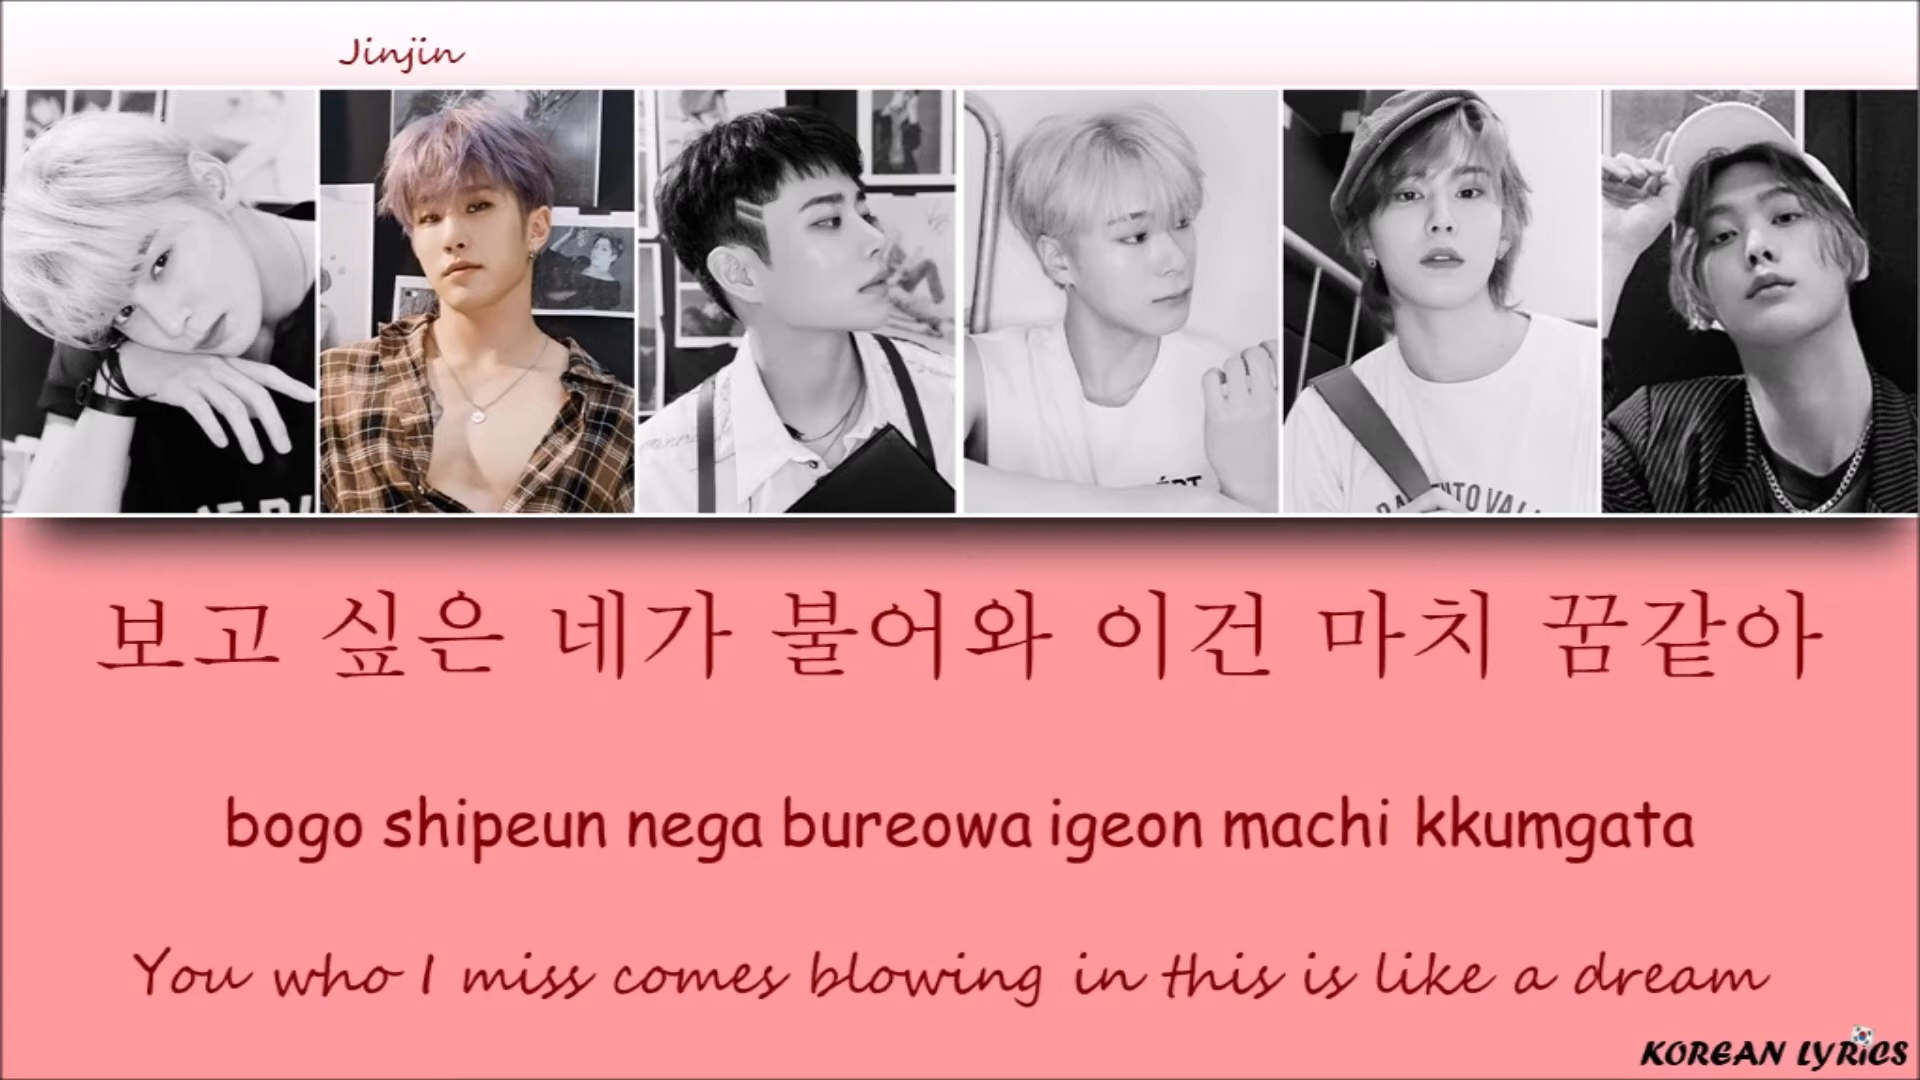 Jinjin
보고 싶은 네가 불어와 이건 마치 꿈같아
bogo shipeun nega bureowa igeon machi kkumgata
You who I miss comes blowing in this is like a dream
KOREAN LYRICS